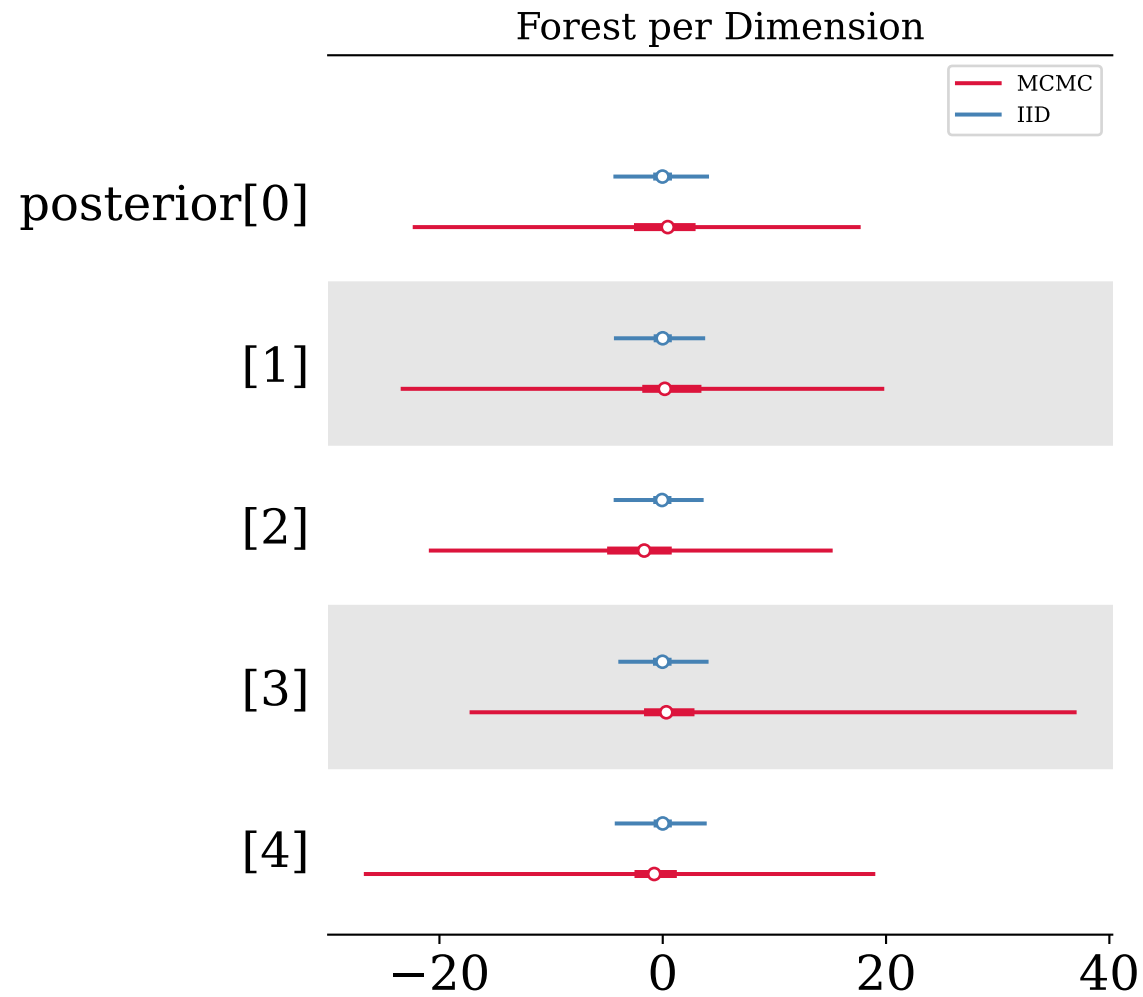 Forest per Dimension
MCMC
IID
posterior[0]
[1]
[2]
[3]
[4]
−20 0 20 40